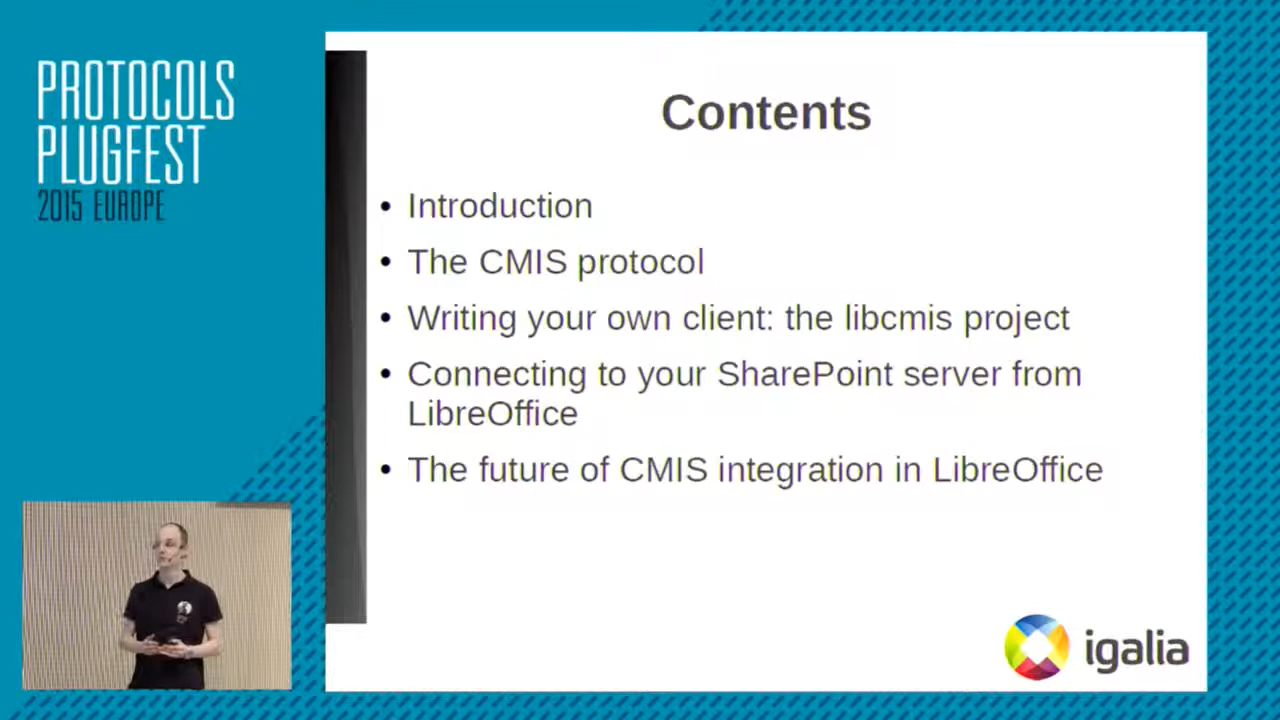 PROTOCOLS
PLUGFEST
2015 EUROPE
Contents
• Introduction
• The CMIS protocol
• Writing your own client: the libcmis project
• Connecting to your SharePoint server from
LibreOffice
• The future of CMIS integration in LibreOffice
igalia